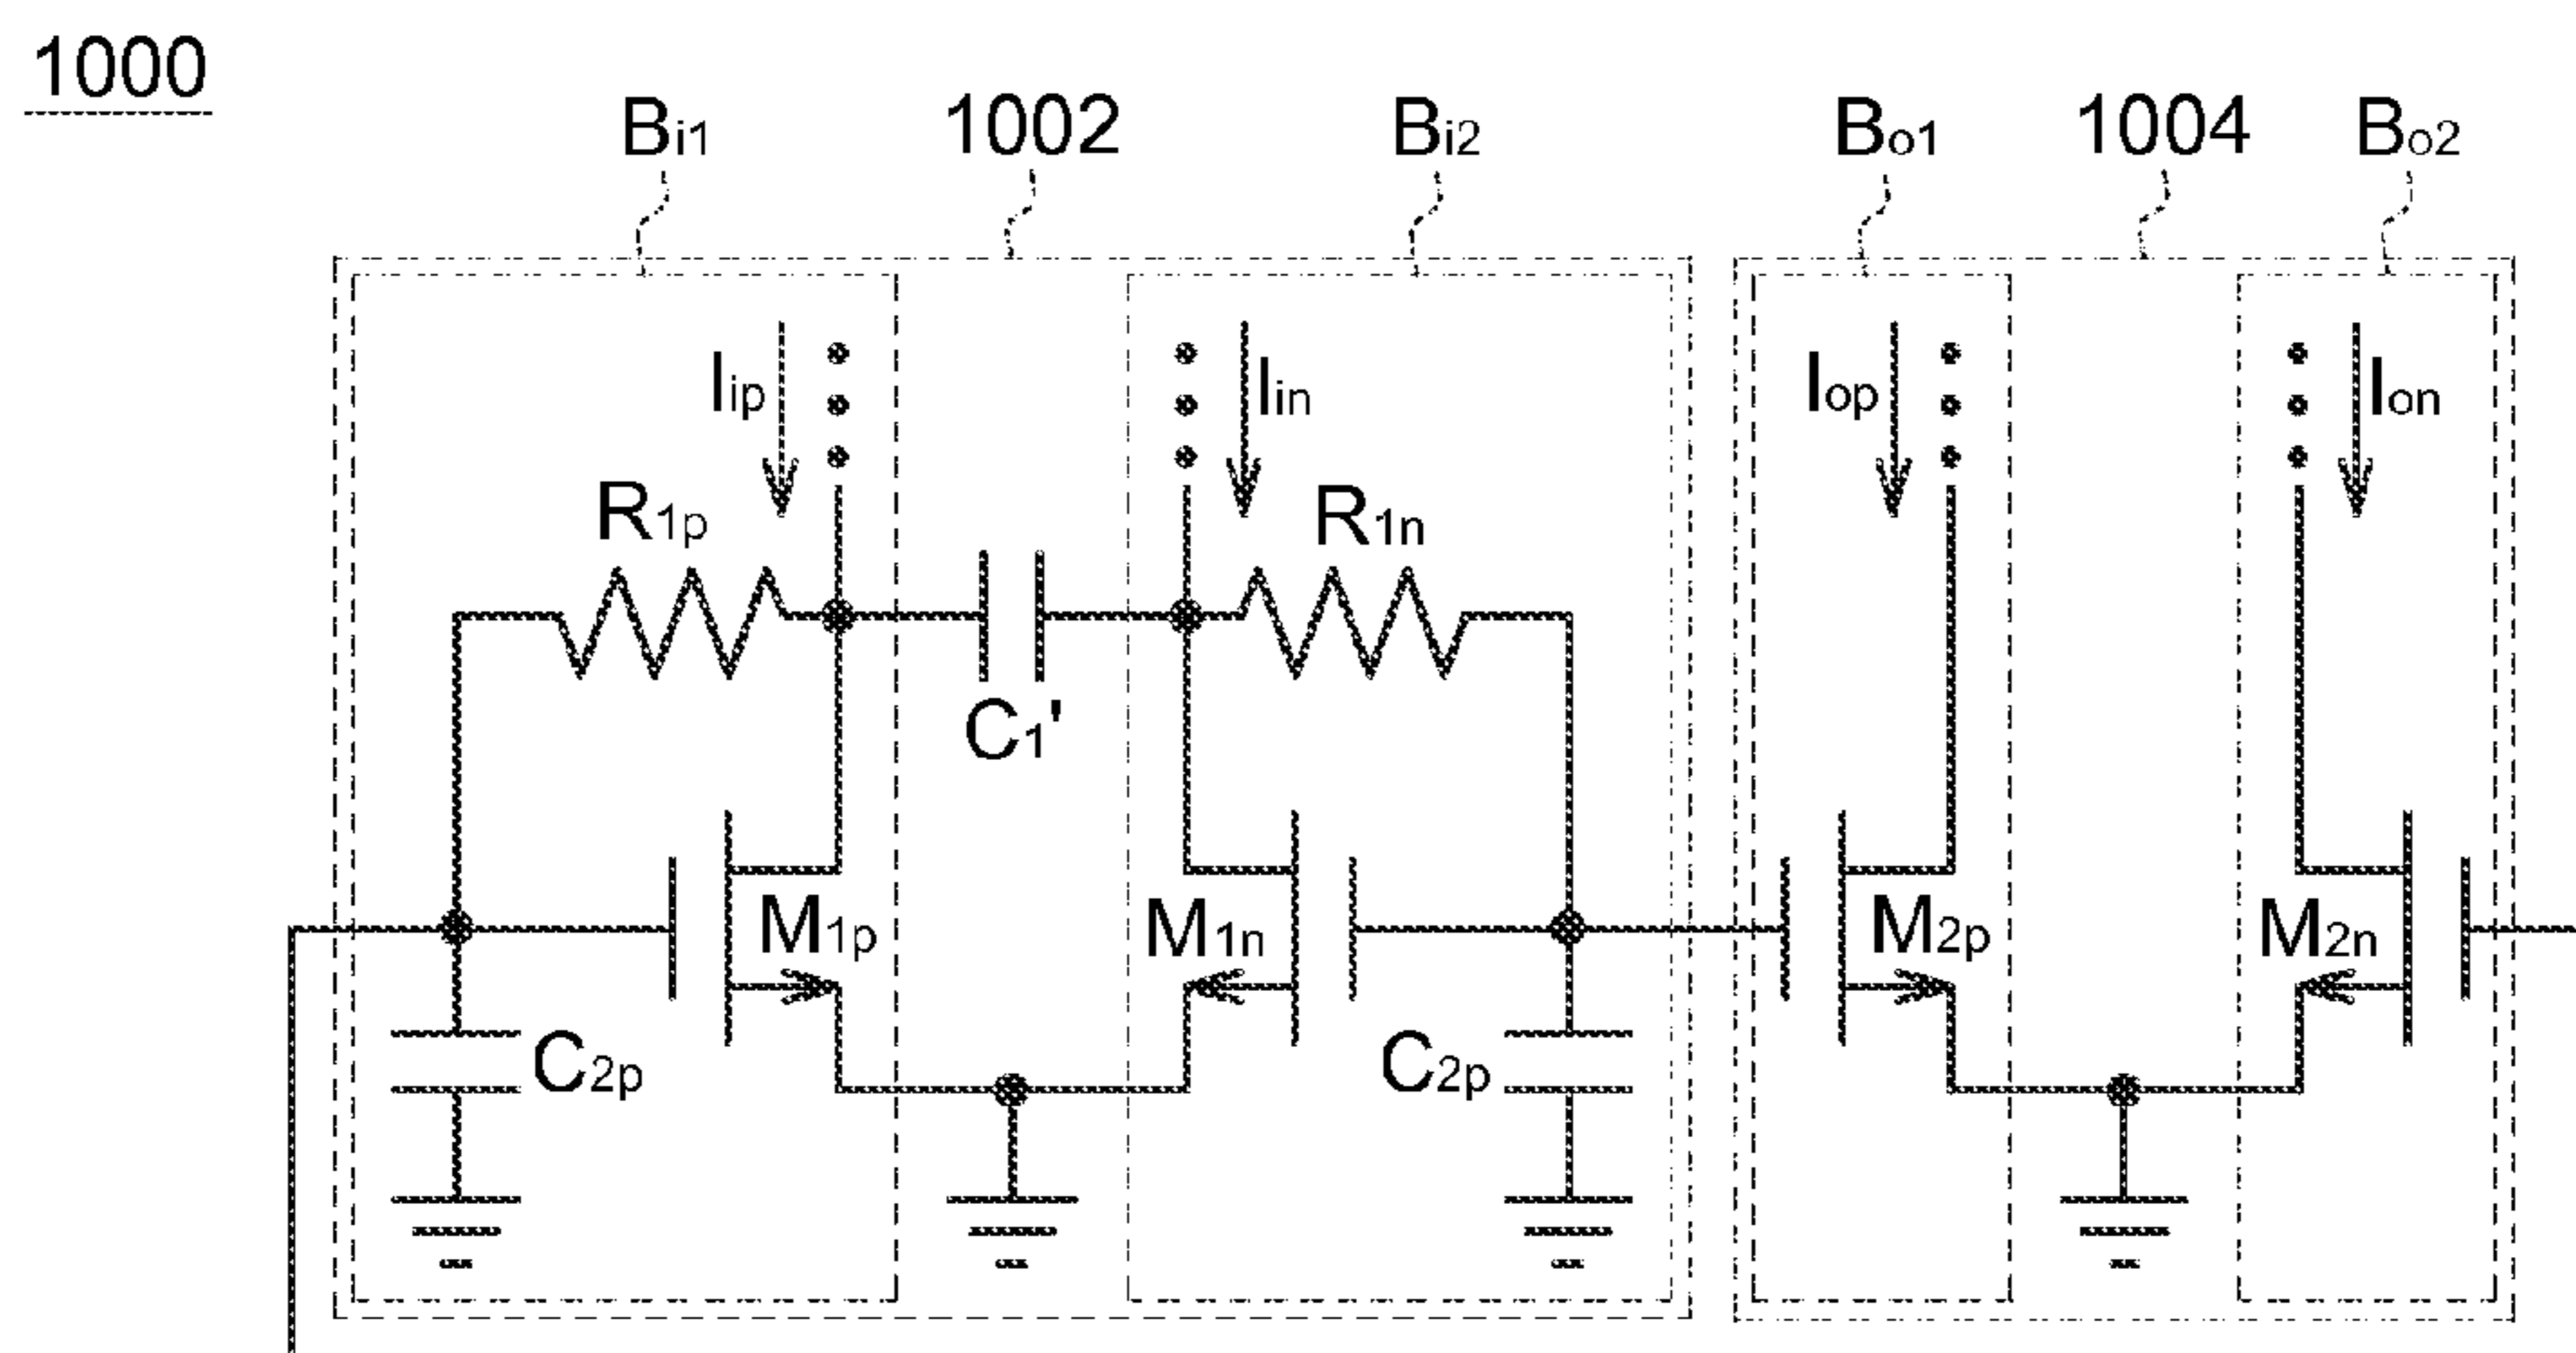 1000
Bi1 1002 Bi2 Bo1 1004 Bo2
Iip Iin Iop Ion
R1p R1n
C1'
M1p M1n M2p M2n
C2p C2p